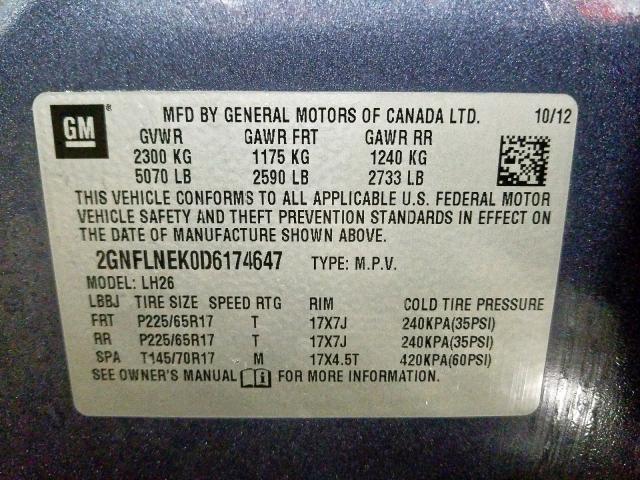 GM ® MFD BY GENERAL MOTORS OF CANADA LTD. 10/12
GVWR GAWR FRT GAWR RR
2300 KG 1175 KG 1240 KG
5070 LB 2590 LB 2733 LB
THIS VEHICLE CONFORMS TO ALL APPLICABLE U.S. FEDERAL MOTOR
VEHICLE SAFETY AND THEFT PREVENTION STANDARDS IN EFFECT ON
THE DATE OF MANUFACTURE SHOWN ABOVE.
2GNFLNEK0D6174647 TYPE: M.P.V.
MODEL: LH26
LBBJ TIRE SIZE SPEED RTG RIM COLD TIRE PRESSURE
FRT P225/65R17 T 17X7J 240KPA(35PSI)
RR P225/65R17 T 17X7J 240KPA(35PSI)
SPA T145/70R17 M 17X4.5T 420KPA(60PSI)
SEE OWNER'S MANUAL FOR MORE INFORMATION.